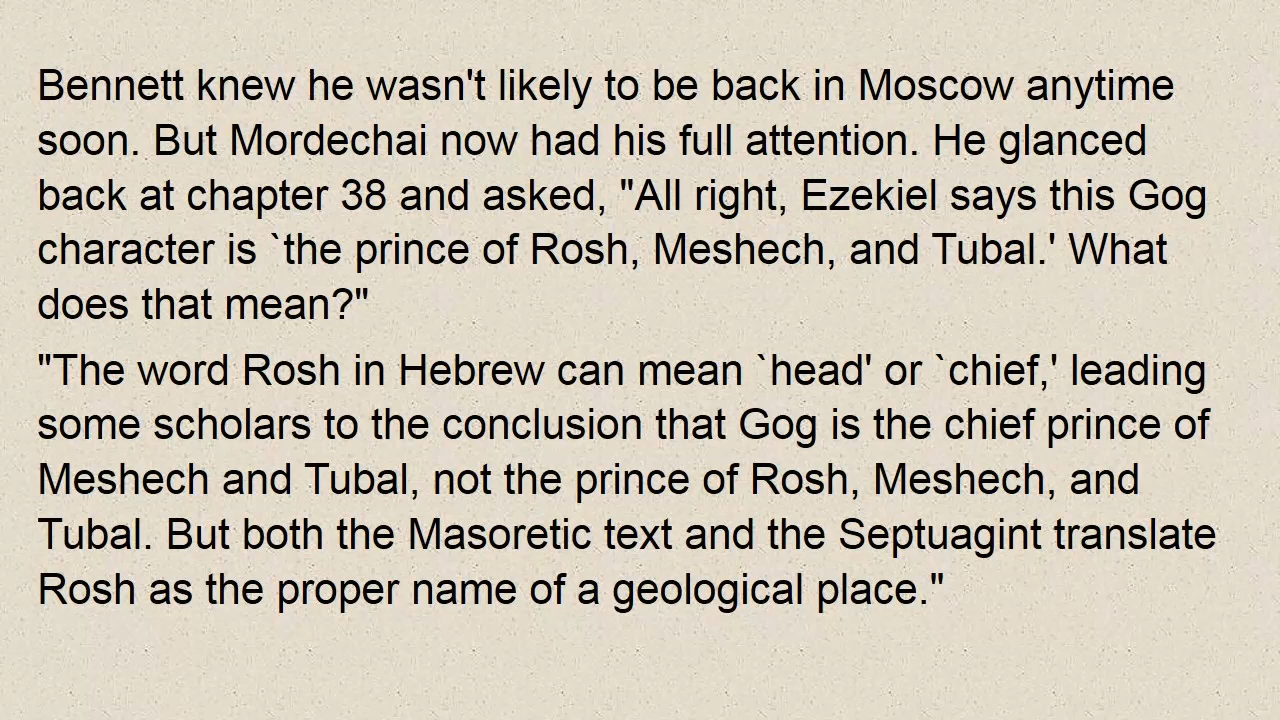 Bennett knew he wasn't likely to be back in Moscow anytime
soon. But Mordechai now had his full attention. He glanced
back at chapter 38 and asked, "All right, Ezekiel says this Gog
character is `the prince of Rosh, Meshech, and Tubal.' What
does that mean?"
"The word Rosh in Hebrew can mean `head' or `chief,' leading
some scholars to the conclusion that Gog is the chief prince of
Meshech and Tubal, not the prince of Rosh, Meshech, and
Tubal. But both the Masoretic text and the Septuagint translate
Rosh as the proper name of a geological place."